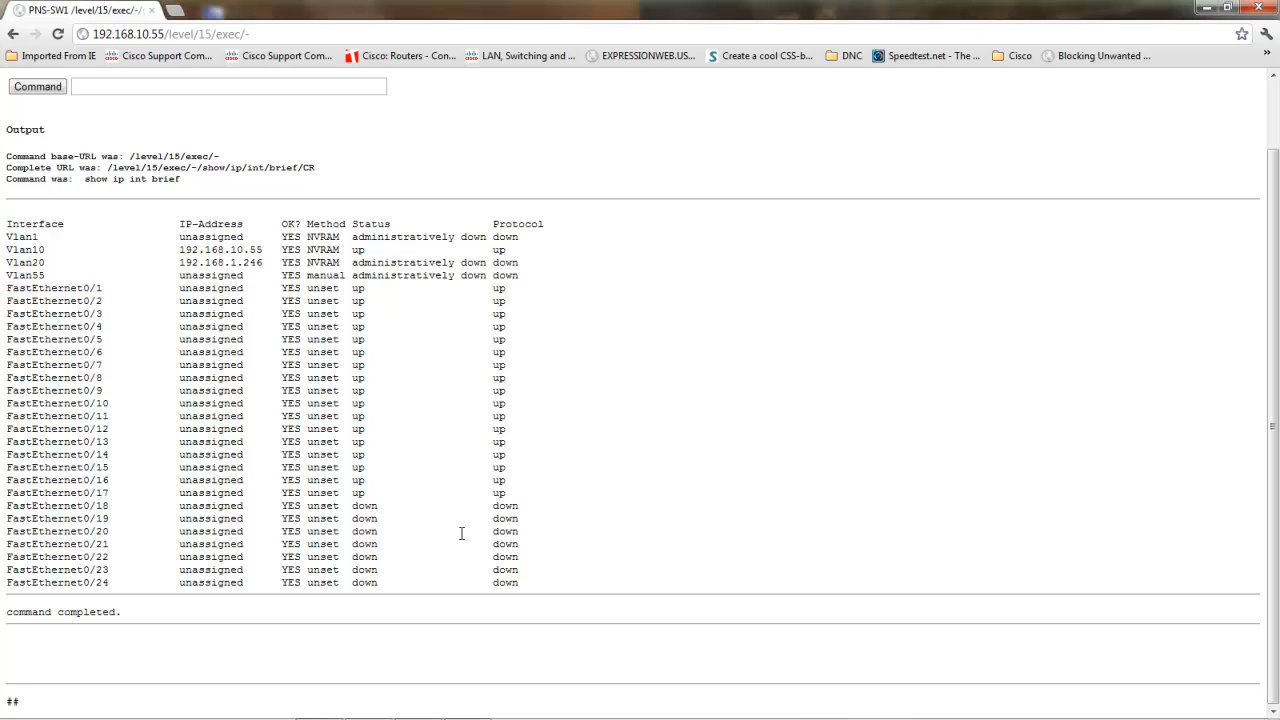 PNS-SW1 /level/15/exec/-/
192.168.10.55/level/15/exec/-
Imported From IE Cisco Support Com... Cisco Support Com... Cisco: Routers - Con... LAN, Switching and ... EXPRESSIONWEB.US... Create a cool CSS-b... DNC Speedtest.net - The ... Cisco Blocking Unwanted ... »
Command
Output
Command base-URL was: /level/15/exec/-
Complete URL was: /level/15/exec/-/show/ip/int/brief/CR
Command was: show ip int brief
Interface IP-Address OK? Method Status Protocol
Vlan1 unassigned YES NVRAM administratively down down
Vlan10 192.168.10.55 YES NVRAM up up
Vlan20 192.168.1.246 YES NVRAM administratively down down
Vlan55 unassigned YES manual administratively down down
FastEthernet0/1 unassigned YES unset up up
FastEthernet0/2 unassigned YES unset up up
FastEthernet0/3 unassigned YES unset up up
FastEthernet0/4 unassigned YES unset up up
FastEthernet0/5 unassigned YES unset up up
FastEthernet0/6 unassigned YES unset up up
FastEthernet0/7 unassigned YES unset up up
FastEthernet0/8 unassigned YES unset up up
FastEthernet0/9 unassigned YES unset up up
FastEthernet0/10 unassigned YES unset up up
FastEthernet0/11 unassigned YES unset up up
FastEthernet0/12 unassigned YES unset up up
FastEthernet0/13 unassigned YES unset up up
FastEthernet0/14 unassigned YES unset up up
FastEthernet0/15 unassigned YES unset up up
FastEthernet0/16 unassigned YES unset up up
FastEthernet0/17 unassigned YES unset up up
FastEthernet0/18 unassigned YES unset down down
FastEthernet0/19 unassigned YES unset down down
FastEthernet0/20 unassigned YES unset down down
FastEthernet0/21 unassigned YES unset down down
FastEthernet0/22 unassigned YES unset down down
FastEthernet0/23 unassigned YES unset down down
FastEthernet0/24 unassigned YES unset down down
command completed.
##